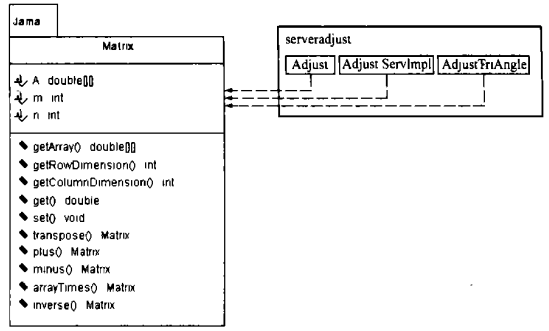 Jama
Matrix
A double[][]
m int
n int
getArray() double[][]
getRowDimension() int
getColumnDimension() int
get() double
set() void
transpose() Matrix
plus() Matrix
minus() Matrix
arrayTimes() Matrix
inverse() Matrix
serveradjust
Adjust Adjust ServImpl AdjustTriAngle